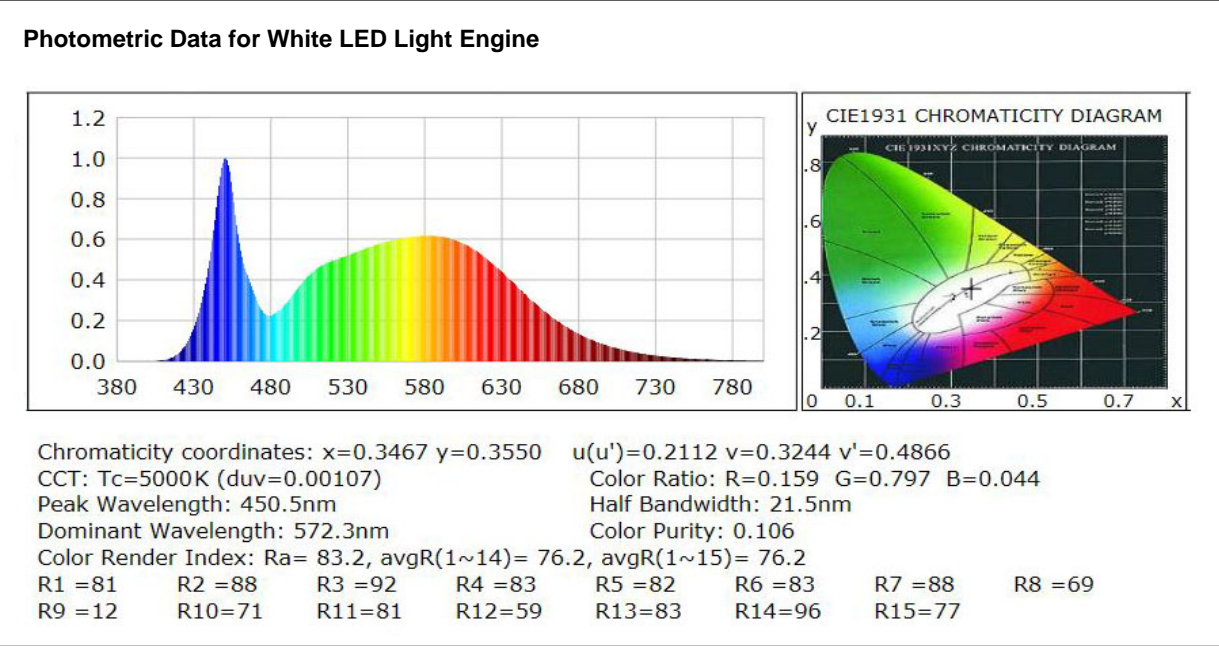 Photometric Data for White LED Light Engine
1.2
1.0
0.8
0.6
0.4
0.2
0.0
380 430 480 530 580 630 680 730 780
CIE1931 CHROMATICITY DIAGRAM
y
CIE 1931XYZ CHROMATICITY DIAGRAM
.8
.6
.4
.2
0 0.1 0.3 0.5 0.7 x
Chromaticity coordinates: x=0.3467 y=0.3550 u(u')=0.2112 v=0.3244 v'=0.4866
CCT: Tc=5000K (duv=0.00107) Color Ratio: R=0.159 G=0.797 B=0.044
Peak Wavelength: 450.5nm Half Bandwidth: 21.5nm
Dominant Wavelength: 572.3nm Color Purity: 0.106
Color Render Index: Ra= 83.2, avgR(1~14)= 76.2, avgR(1~15)= 76.2
R1 =81 R2 =88 R3 =92 R4 =83 R5 =82 R6 =83 R7 =88 R8 =69
R9 =12 R10=71 R11=81 R12=59 R13=83 R14=96 R15=77